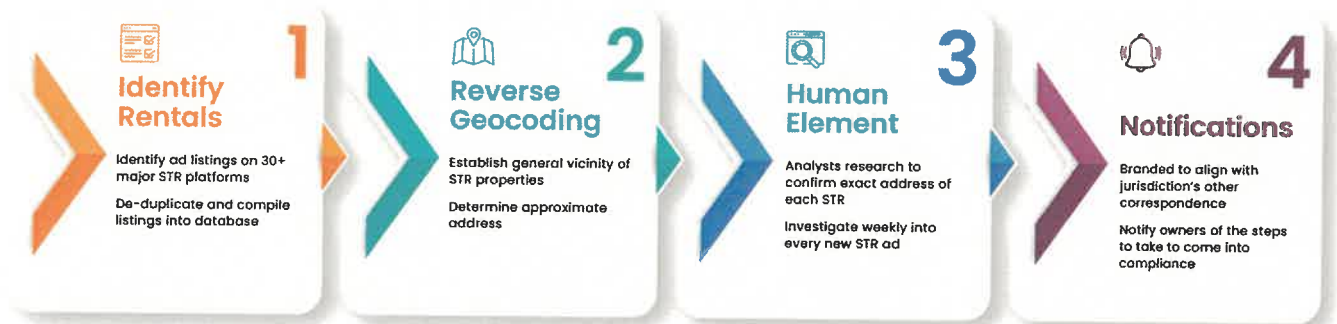 1
Identify
Rentals
Identify ad listings on 30+
major STR platforms
De-duplicate and compile
listings into database
2
Reverse
Geocoding
Establish general vicinity of
STR properties
Determine approximate
address
3
Human
Element
Analysts research to
confirm exact address of
each STR
Investigate weekly into
every new STR ad
4
Notifications
Branded to align with
jurisdiction's other
correspondence
Notify owners of the steps
to take to come into
compliance